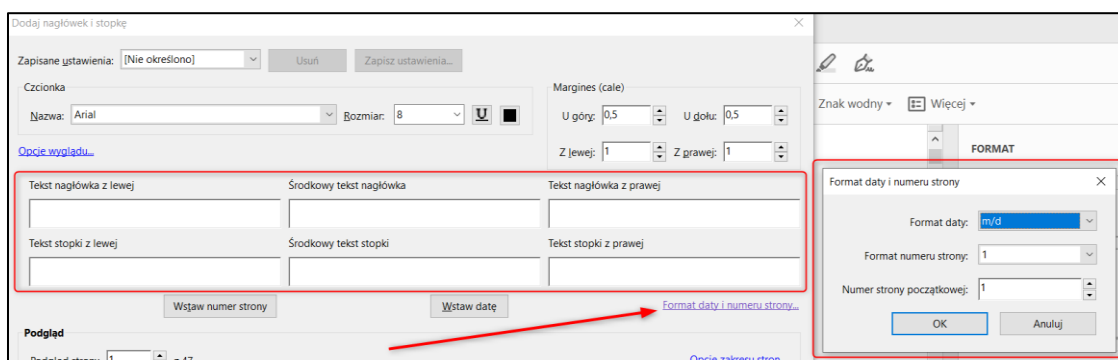 Dodaj nagłówek i stopkę
Zapisane ustawienia: [Nie określono] Usuń Zapisz ustawienia...
Czcionka
Nazwa: Arial Rozmiar: 8 U
Margines (cale)
U góry: 0,5 U dołu: 0,5
Z lewej: 1 Z prawej: 1
Opcje wyglądu...
Tekst nagłówka z lewej Środkowy tekst nagłówka Tekst nagłówka z prawej
Tekst stopki z lewej Środkowy tekst stopki Tekst stopki z prawej
Wstaw numer strony Wstaw datę Format daty i numeru strony...
Podgląd
Podgląd strony 1 z 47 Opcje zakresu stron...
Znak wodny Więcej
FORMAT
Format daty i numeru strony
Format daty: m/d
Format numeru strony: 1
Numer strony początkowej: 1
OK Anuluj